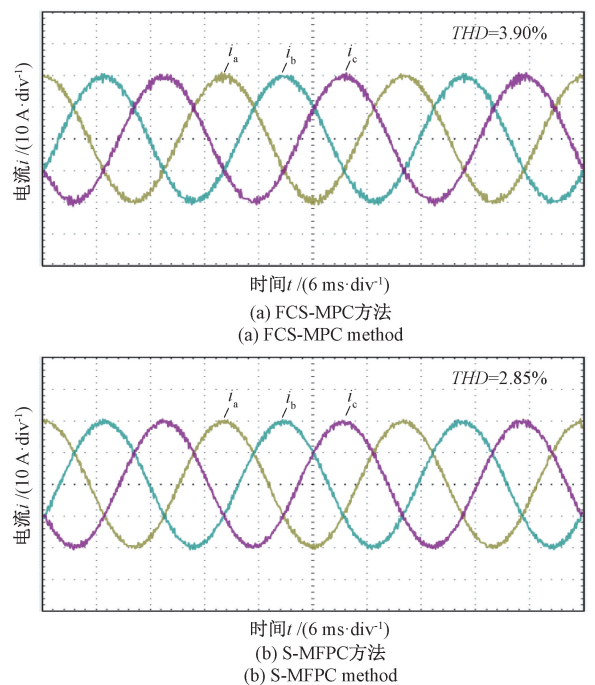 THD=3.90%
iₐ i_b i_c
电流i /(10 A·div⁻¹)
时间t /(6 ms·div⁻¹)
(a) FCS-MPC方法
(a) FCS-MPC method
THD=2.85%
iₐ i_b i_c
电流i /(10 A·div⁻¹)
时间t /(6 ms·div⁻¹)
(b) S-MFPC方法
(b) S-MFPC method